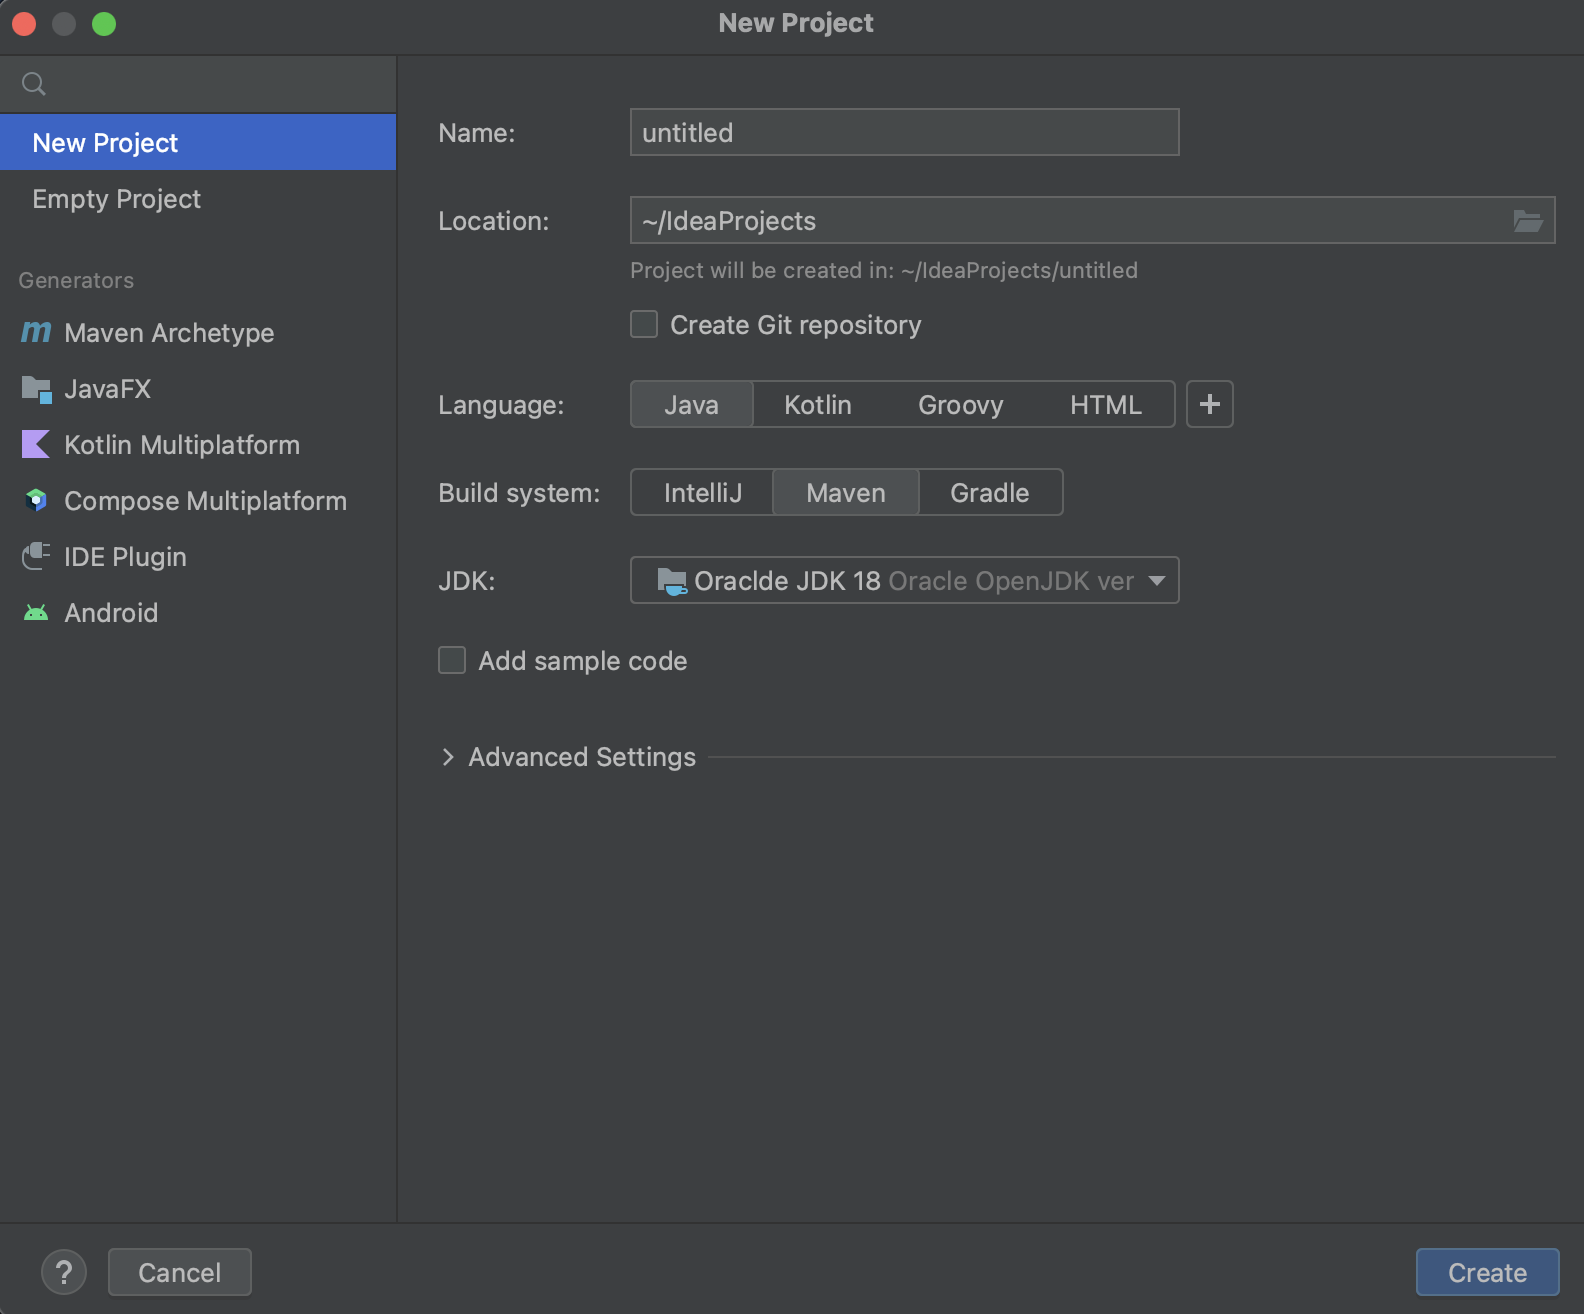 New Project
New Project
Empty Project
Generators
m Maven Archetype
JavaFX
Kotlin Multiplatform
Compose Multiplatform
IDE Plugin
Android
Name: untitled
Location: ~/IdeaProjects
Project will be created in: ~/IdeaProjects/untitled
Create Git repository
Language: Java Kotlin Groovy HTML +
Build system: IntelliJ Maven Gradle
JDK: Oraclde JDK 18 Oracle OpenJDK ver
Add sample code
Advanced Settings
? Cancel Create